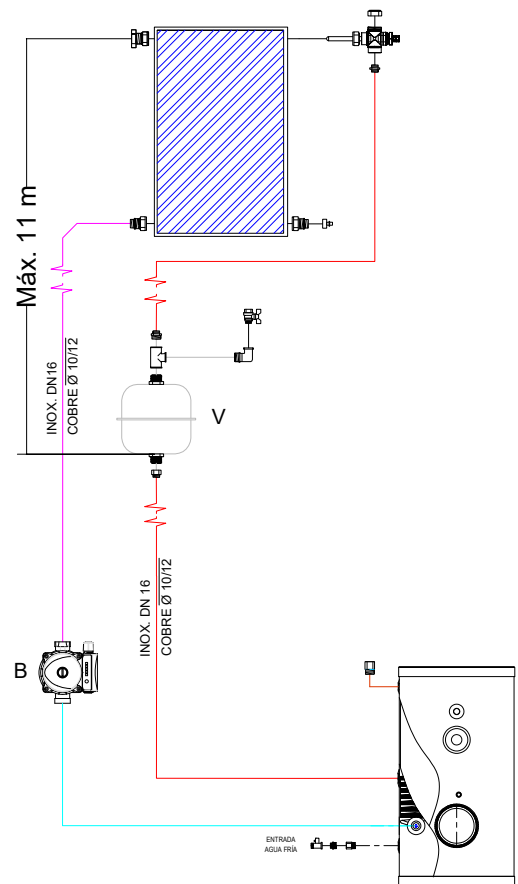 Máx. 11 m
INOX. DN16
COBRE Ø 10/12
V
INOX. DN 16
COBRE Ø 10/12
B
ENTRADA
AGUA FRÍA